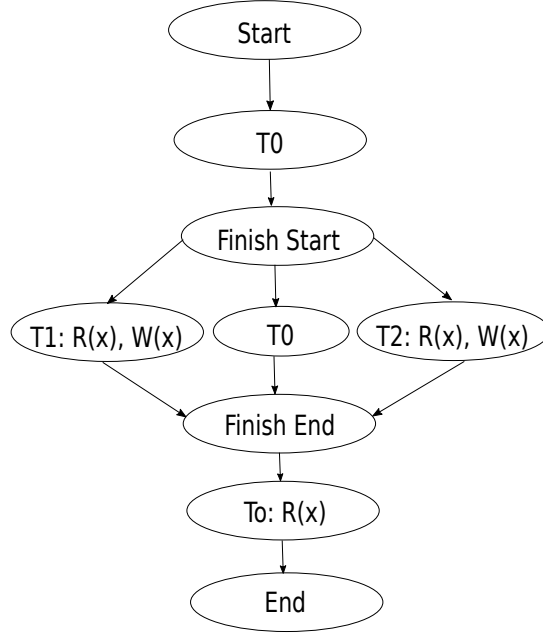 Start
T0
Finish Start
T1: R(x), W(x)
T0
T2: R(x), W(x)
Finish End
To: R(x)
End